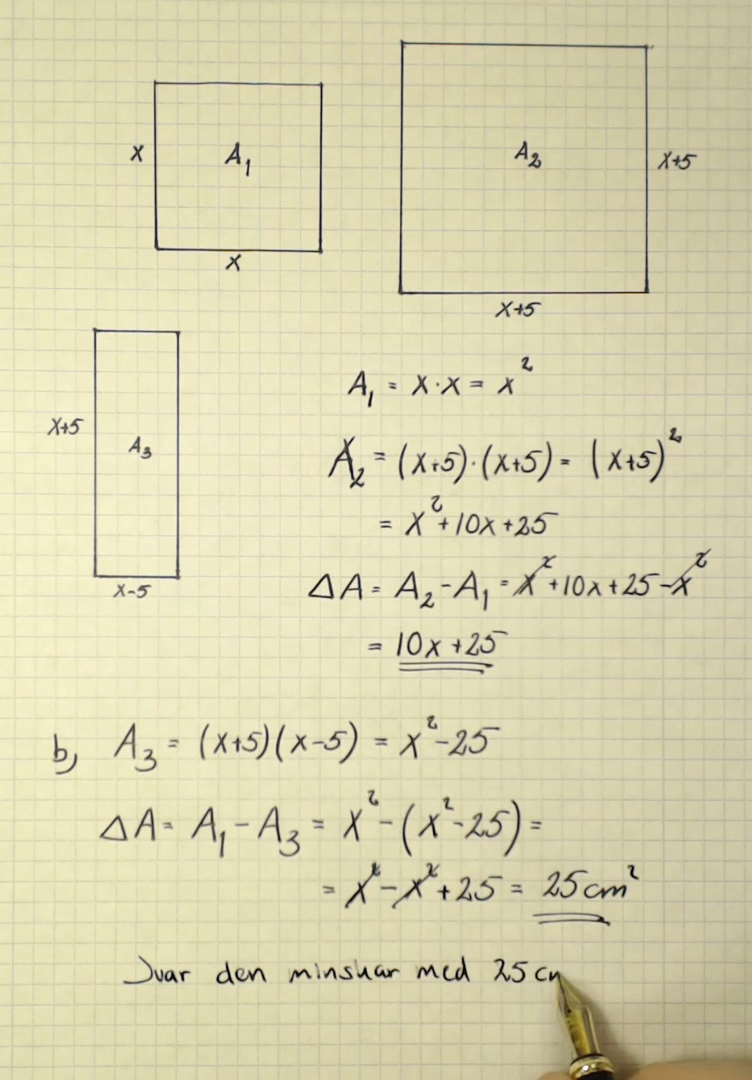 x
A₁
x
A₂
x+5
x+5
x+5
A₃
x-5
A₁ = x·x = x²
A₂ = (x+5)·(x+5) = (x+5)²
= x²+10x+25
ΔA = A₂-A₁ = x²+10x+25-x²
= 10x+25
b) A₃ = (x+5)(x-5) = x²-25
ΔA = A₁-A₃ = x²-(x²-25) =
= x²-x²+25 = 25cm²
Svar den minskar med 25 cm